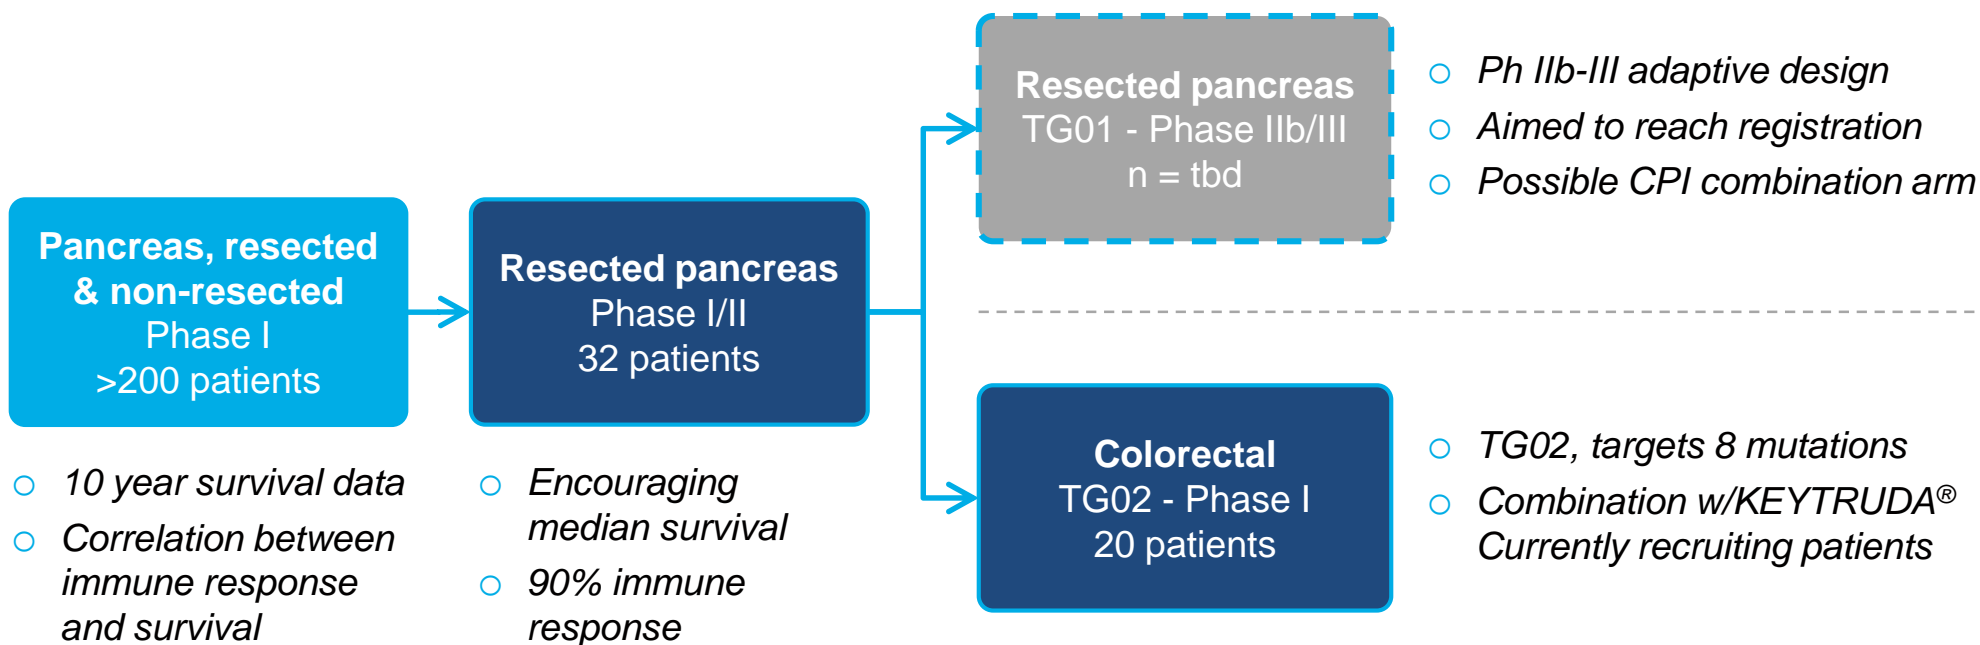 Pancreas, resected
& non-resected
Phase I
>200 patients
10 year survival data
Correlation between
immune response
and survival
Resected pancreas
Phase I/II
32 patients
Encouraging
median survival
90% immune
response
Resected pancreas
TG01 - Phase IIb/III
n = tbd
Ph IIb-III adaptive design
Aimed to reach registration
Possible CPI combination arm
Colorectal
TG02 - Phase I
20 patients
TG02, targets 8 mutations
Combination w/KEYTRUDA®
Currently recruiting patients